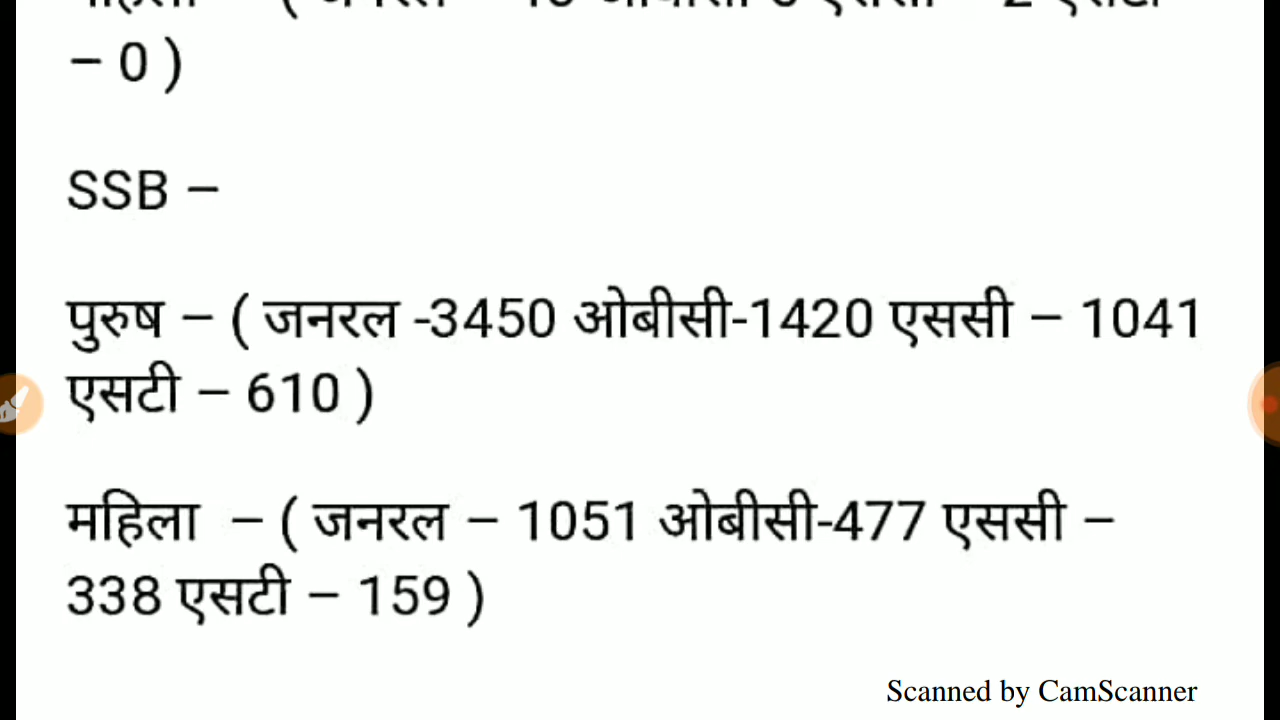 – 0 )
SSB –
पुरुष – ( जनरल -3450 ओबीसी-1420 एससी – 1041
एसटी – 610 )
महिला – ( जनरल – 1051 ओबीसी-477 एससी –
338 एसटी – 159 )
Scanned by CamScanner